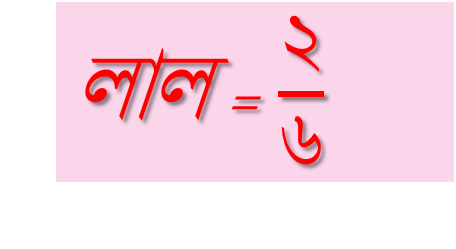 লাল = ২/৬